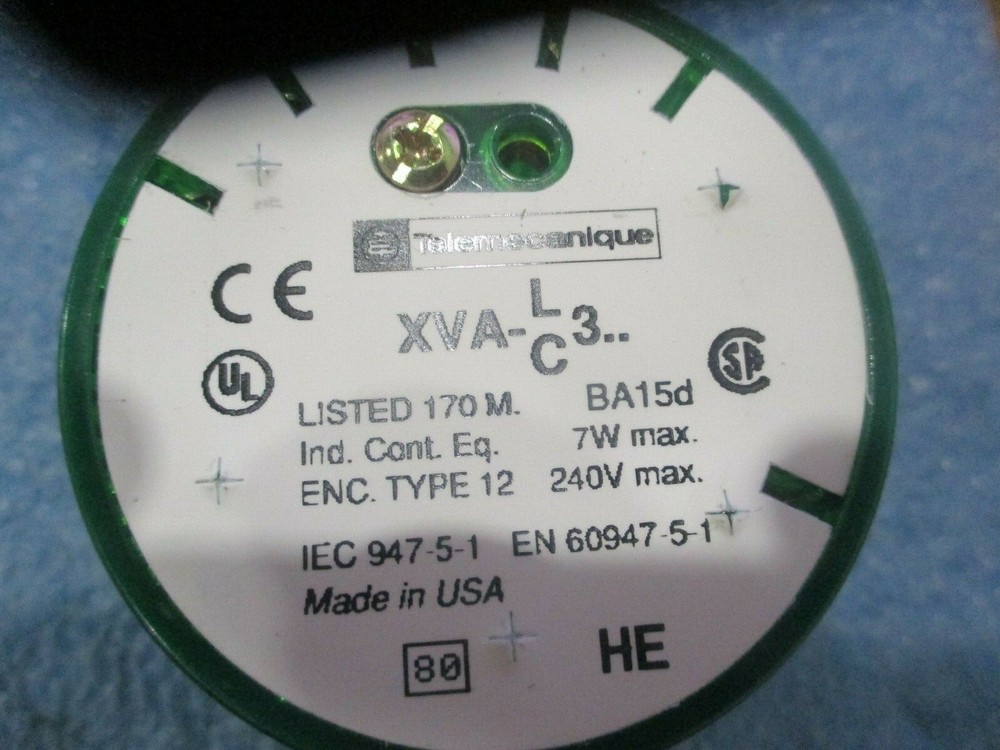 Telemecanique
CE
XVA-L/C3..
UL
SA
LISTED 170 M. BA15d
Ind. Cont. Eq. 7W max.
ENC. TYPE 12 240V max.
IEC 947-5-1 EN 60947-5-1
Made in USA
80 HE